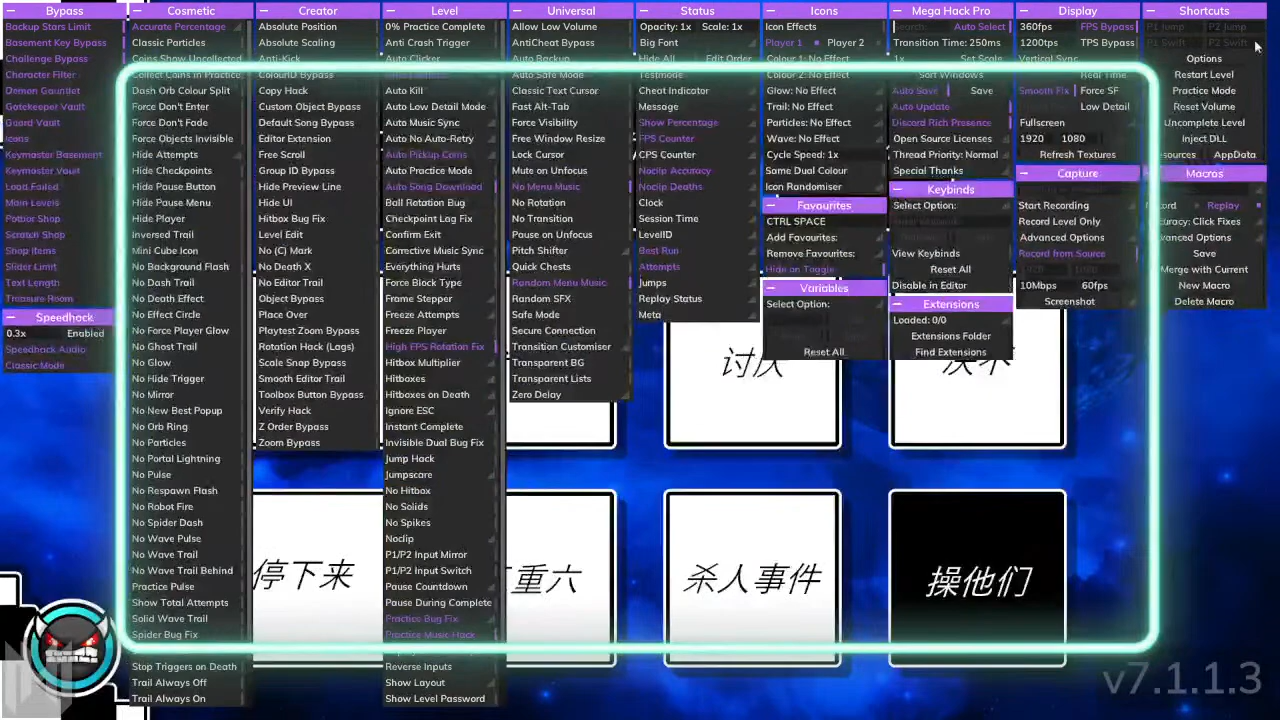 Bypass
Backup Stars Limit
Basement Key Bypass
Challenge Bypass
Character Filter
Demon Gauntlet
Gatekeeper Vault
Guard Vault
Icons
Keymaster Basement
Keymaster Vault
Load Failed
Main Levels
Potbor Shop
Scratch Shop
Shop Items
Slider Limit
Text Length
Treasure Room
Speedhack
0.3x Enabled
Speedhack Audio
Classic Mode
Cosmetic
Accurate Percentage
Classic Particles
Coins Show Uncollected
Collect Coins in Practice
Dash Orb Colour Split
Force Don't Enter
Force Don't Fade
Force Objects Invisible
Hide Attempts
Hide Checkpoints
Hide Pause Button
Hide Pause Menu
Hide Player
Inversed Trail
Mini Cube Icon
No Background Flash
No Dash Trail
No Death Effect
No Effect Circle
No Force Player Glow
No Ghost Trail
No Glow
No Hide Trigger
No Mirror
No New Best Popup
No Orb Ring
No Particles
No Portal Lightning
No Pulse
No Respawn Flash
No Robot Fire
No Spider Dash
No Wave Pulse
No Wave Trail
No Wave Trail Behind
Practice Pulse
Show Total Attempts
Solid Wave Trail
Spider Bug Fix
Stop Triggers on Death
Trail Always Off
Trail Always On
Creator
Absolute Position
Absolute Scaling
Anti-Kick
ColourID Bypass
Copy Hack
Custom Object Bypass
Default Song Bypass
Editor Extension
Free Scroll
Group ID Bypass
Hide Preview Line
Hide UI
Hitbox Bug Fix
Level Edit
No (C) Mark
No Death X
No Editor Trail
Object Bypass
Place Over
Playtest Zoom Bypass
Rotation Hack (Lags)
Scale Snap Bypass
Smooth Editor Trail
Toolbox Button Bypass
Verify Hack
Z Order Bypass
Zoom Bypass
Level
0% Practice Complete
Anti Crash Trigger
Auto Clicker
Auto Kill
Auto Low Detail Mode
Auto Music Sync
Auto No Auto-Retry
Auto Pickup Coins
Auto Practice Mode
Auto Song Download
Ball Rotation Bug
Checkpoint Lag Fix
Confirm Exit
Corrective Music Sync
Everything Hurts
Force Block Type
Frame Stepper
Freeze Attempts
Freeze Player
High FPS Rotation Fix
Hitbox Multiplier
Hitboxes
Hitboxes on Death
Ignore ESC
Instant Complete
Invisible Dual Bug Fix
Jump Hack
Jumpscare
No Hitbox
No Solids
No Spikes
Noclip
P1/P2 Input Mirror
P1/P2 Input Switch
Pause Countdown
Pause During Complete
Practice Bug Fix
Practice Music Hack
Reverse Inputs
Show Layout
Show Level Password
Universal
Allow Low Volume
AntiCheat Bypass
Auto Backup
Auto Safe Mode
Classic Text Cursor
Fast Alt-Tab
Force Visibility
Free Window Resize
Lock Cursor
Mute on Unfocus
No Menu Music
No Rotation
No Transition
Pause on Unfocus
Pitch Shifter
Quick Chests
Random Menu Music
Random SFX
Safe Mode
Secure Connection
Transition Customiser
Transparent BG
Transparent Lists
Zero Delay
Status
Opacity: 1x Scale: 1x
Big Font
Hide All Edit Order
Testmode
Cheat Indicator
Message
Show Percentage
FPS Counter
CPS Counter
Noclip Accuracy
Noclip Deaths
Clock
Session Time
LevelID
Best Run
Attempts
Jumps
Replay Status
Meta
Icons
Icon Effects
Player 1 Player 2
Colour 1: No Effect
Colour 2: No Effect
Glow: No Effect
Trail: No Effect
Particles: No Effect
Wave: No Effect
Cycle Speed: 1x
Same Dual Colour
Icon Randomiser
Favourites
CTRL SPACE
Add Favourites:
Remove Favourites:
Hide on Toggle
Variables
Select Option:
Reset All
Mega Hack Pro
Search Auto Select
Transition Time: 250ms
1x Set Scale
Sort Windows
Auto Save Save
Auto Update
Discord Rich Presence
Open Source Licenses
Thread Priority: Normal
Special Thanks
Keybinds
Select Option:
View Keybinds
Reset All
Disable in Editor
Extensions
Loaded: 0/0
Extensions Folder
Find Extensions
Display
360fps FPS Bypass
1200tps TPS Bypass
Vertical Sync
Real Time
Smooth Fix Force SF
Low Detail
Fullscreen
1920 1080
Refresh Textures
Capture
Start Recording
Record Level Only
Advanced Options
Record from Source
1920 1080
10Mbps 60fps
Screenshot
Shortcuts
P1 Jump P2 Jump
P1 Swift P2 Swift
Options
Restart Level
Practice Mode
Reset Volume
Uncomplete Level
Inject DLL
sources AppData
Macros
ord Replay
curacy: Click Fixes
vanced Options
Save
Merge with Current
New Macro
Delete Macro
讨厌
停下来
重六
杀人事件
操他们
v7.1.1.3